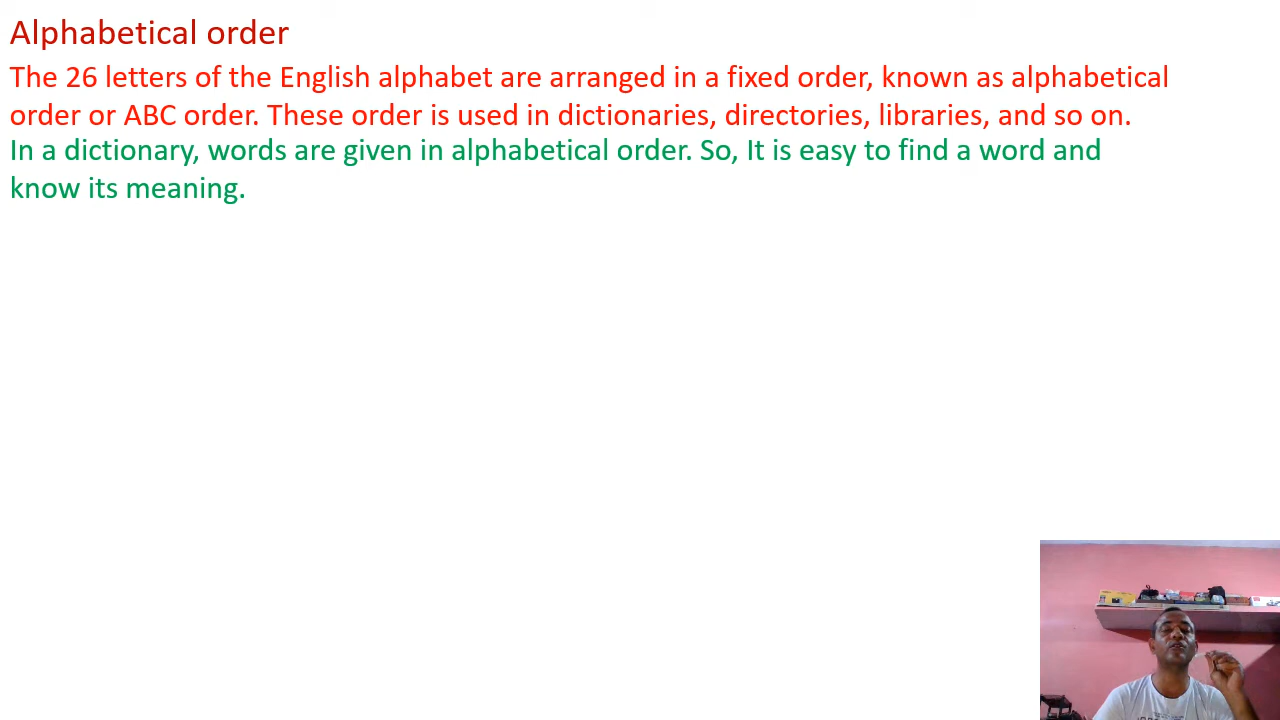 Alphabetical order
The 26 letters of the English alphabet are arranged in a fixed order, known as alphabetical
order or ABC order. These order is used in dictionaries, directories, libraries, and so on.
In a dictionary, words are given in alphabetical order. So, It is easy to find a word and
know its meaning.